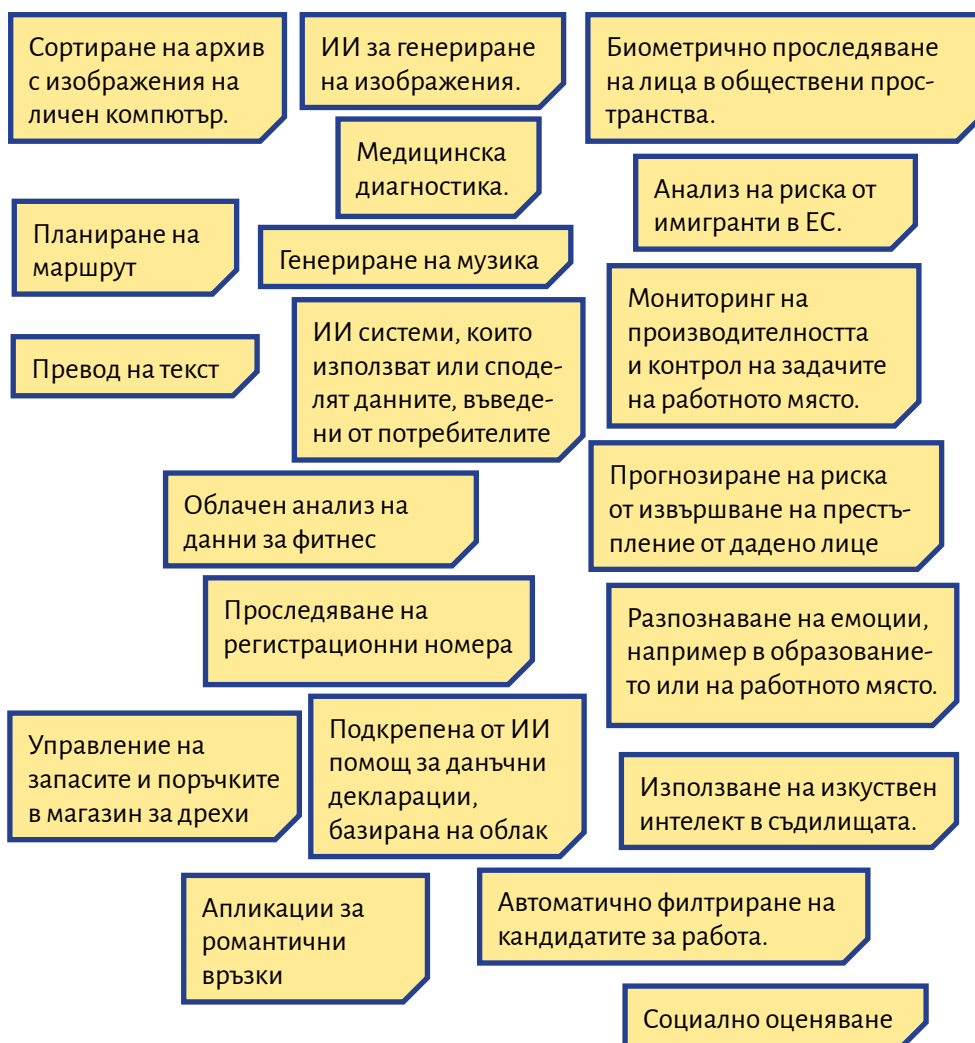 Сортиране на архив
с изображения на
личен компютър.
ИИ за генериране
на изображения.
Биометрично проследяване
на лица в обществени прос-
транства.
Медицинска
диагностика.
Анализ на риска от
имигранти в ЕС.
Планиране на
маршрут
Генериране на музика
Мониторинг на
производителността
и контрол на задачите
на работното място.
ИИ системи, които
използват или споде-
лят данните, въведе-
ни от потребителите
Превод на текст
Прогнозиране на риска
от извършване на престъ-
пление от дадено лице
Облачен анализ на
данни за фитнес
Проследяване на
регистрационни номера
Разпознаване на емоции,
например в образование-
то или на работното място.
Управление на
запасите и поръчките
в магазин за дрехи
Подкрепена от ИИ
помощ за данъчни
декларации,
базирана на облак
Използване на изкуствен
интелект в съдилищата.
Апликации за
романтични
връзки
Автоматично филтриране на
кандидатите за работа.
Социално оценяване